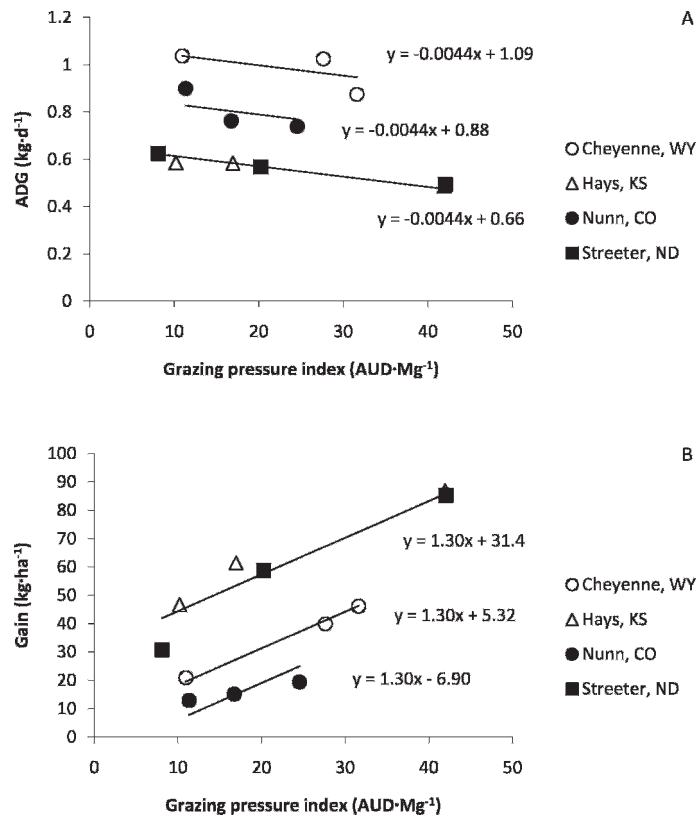 A
1.2
1
0.8
0.6
0.4
0.2
0
ADG (kg·d⁻¹)
y = -0.0044x + 1.09
y = -0.0044x + 0.88
y = -0.0044x + 0.66
Cheyenne, WY
Hays, KS
Nunn, CO
Streeter, ND
0 10 20 30 40 50
Grazing pressure index (AUD·Mg⁻¹)
B
100
90
80
70
60
50
40
30
20
10
0
Gain (kg·ha⁻¹)
y = 1.30x + 31.4
y = 1.30x + 5.32
y = 1.30x - 6.90
Cheyenne, WY
Hays, KS
Nunn, CO
Streeter, ND
0 10 20 30 40 50
Grazing pressure index (AUD·Mg⁻¹)